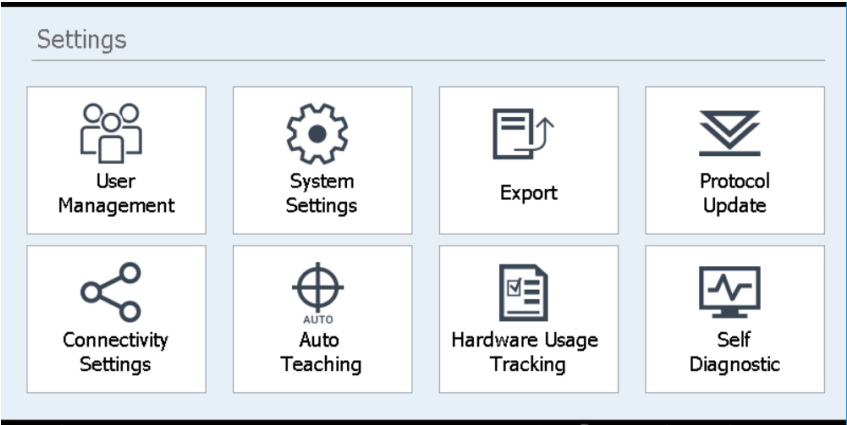 Settings
User
Management
System
Settings
Export
Protocol
Update
Connectivity
Settings
AUTO
Auto
Teaching
Hardware Usage
Tracking
Self
Diagnostic